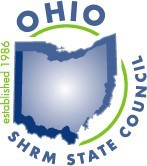 OHIO
established 1986
SHRM STATE COUNCIL